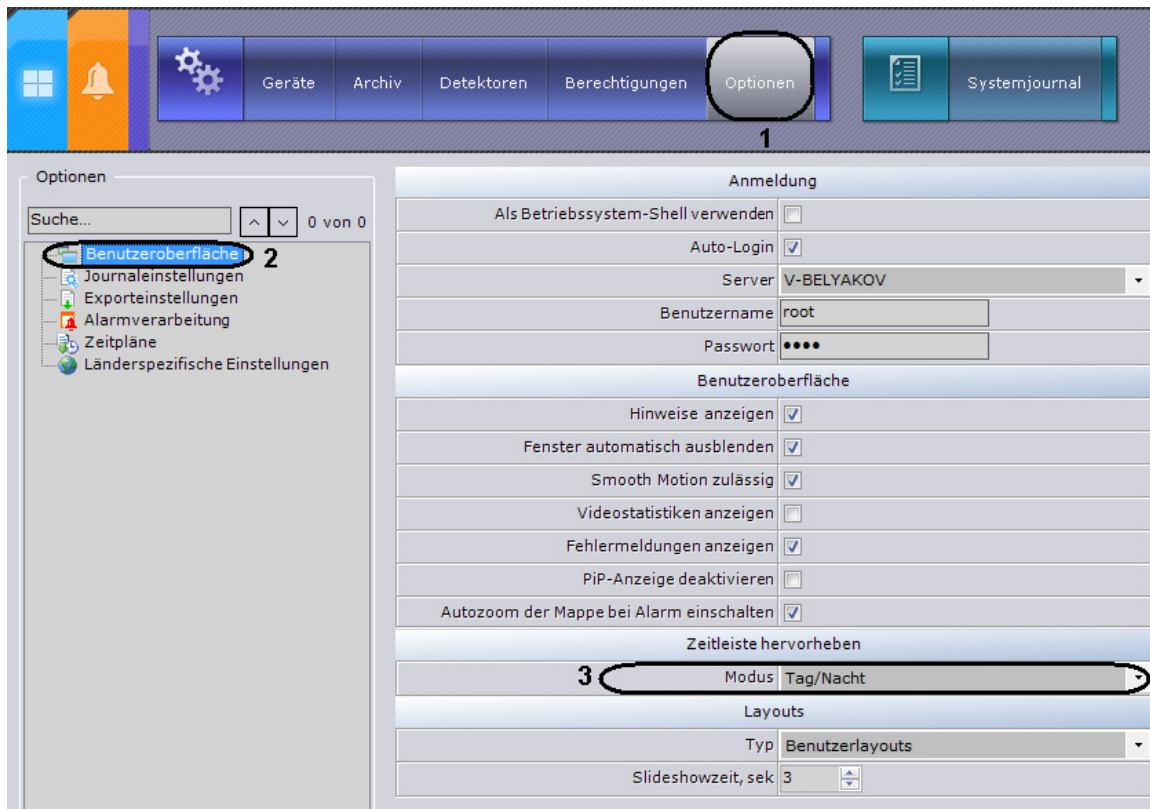 Geräte Archiv Detektoren Berechtigungen Optionen Systemjournal
1
Optionen
Suche... 0 von 0
Benutzeroberfläche 2
Journaleinstellungen
Exporteinstellungen
Alarmverarbeitung
Zeitpläne
Länderspezifische Einstellungen
Anmeldung
Als Betriebssystem-Shell verwenden
Auto-Login
Server V-BELYAKOV
Benutzername root
Passwort ••••
Benutzeroberfläche
Hinweise anzeigen
Fenster automatisch ausblenden
Smooth Motion zulässig
Videostatistiken anzeigen
Fehlermeldungen anzeigen
PiP-Anzeige deaktivieren
Autozoom der Mappe bei Alarm einschalten
Zeitleiste hervorheben
3 Modus Tag/Nacht
Layouts
Typ Benutzerlayouts
Slideshowzeit, sek 3